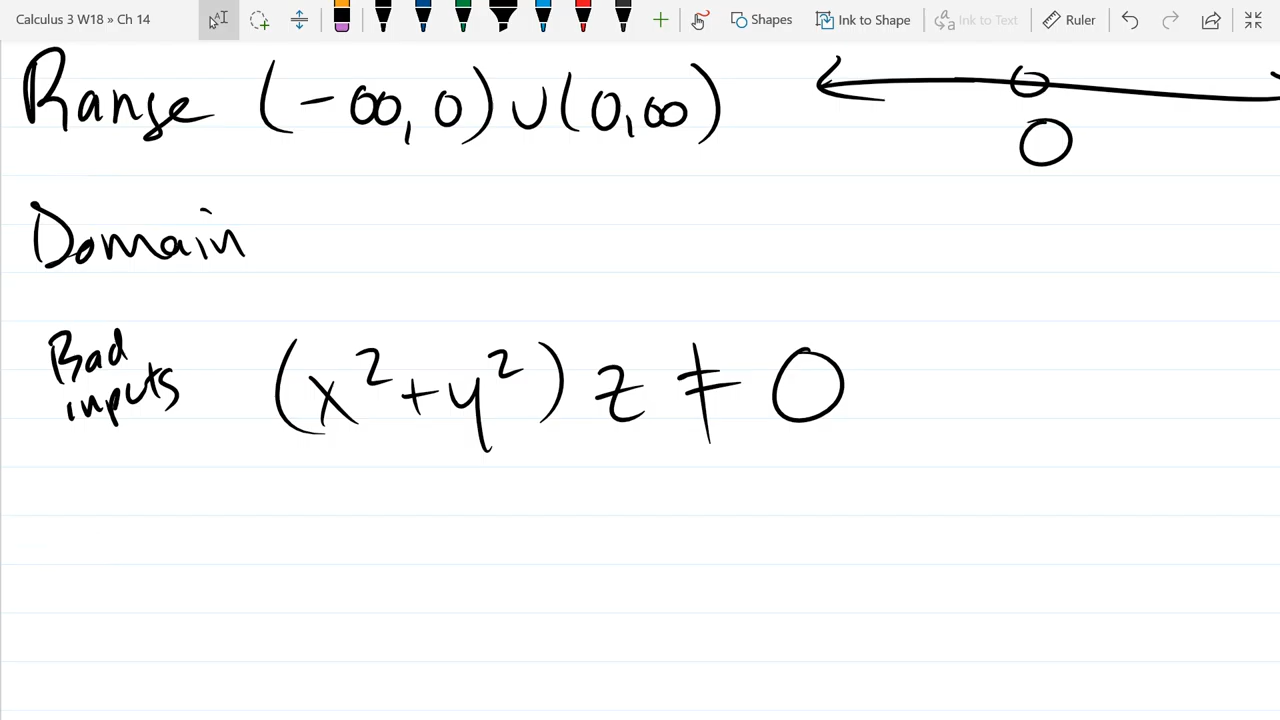 Calculus 3 W18 » Ch 14 Shapes Ink to Shape Ink to Text Ruler
Range (-∞, 0) ∪ (0, ∞)
0
Domain
Bad
inputs
(x²+y²) z ≠ 0